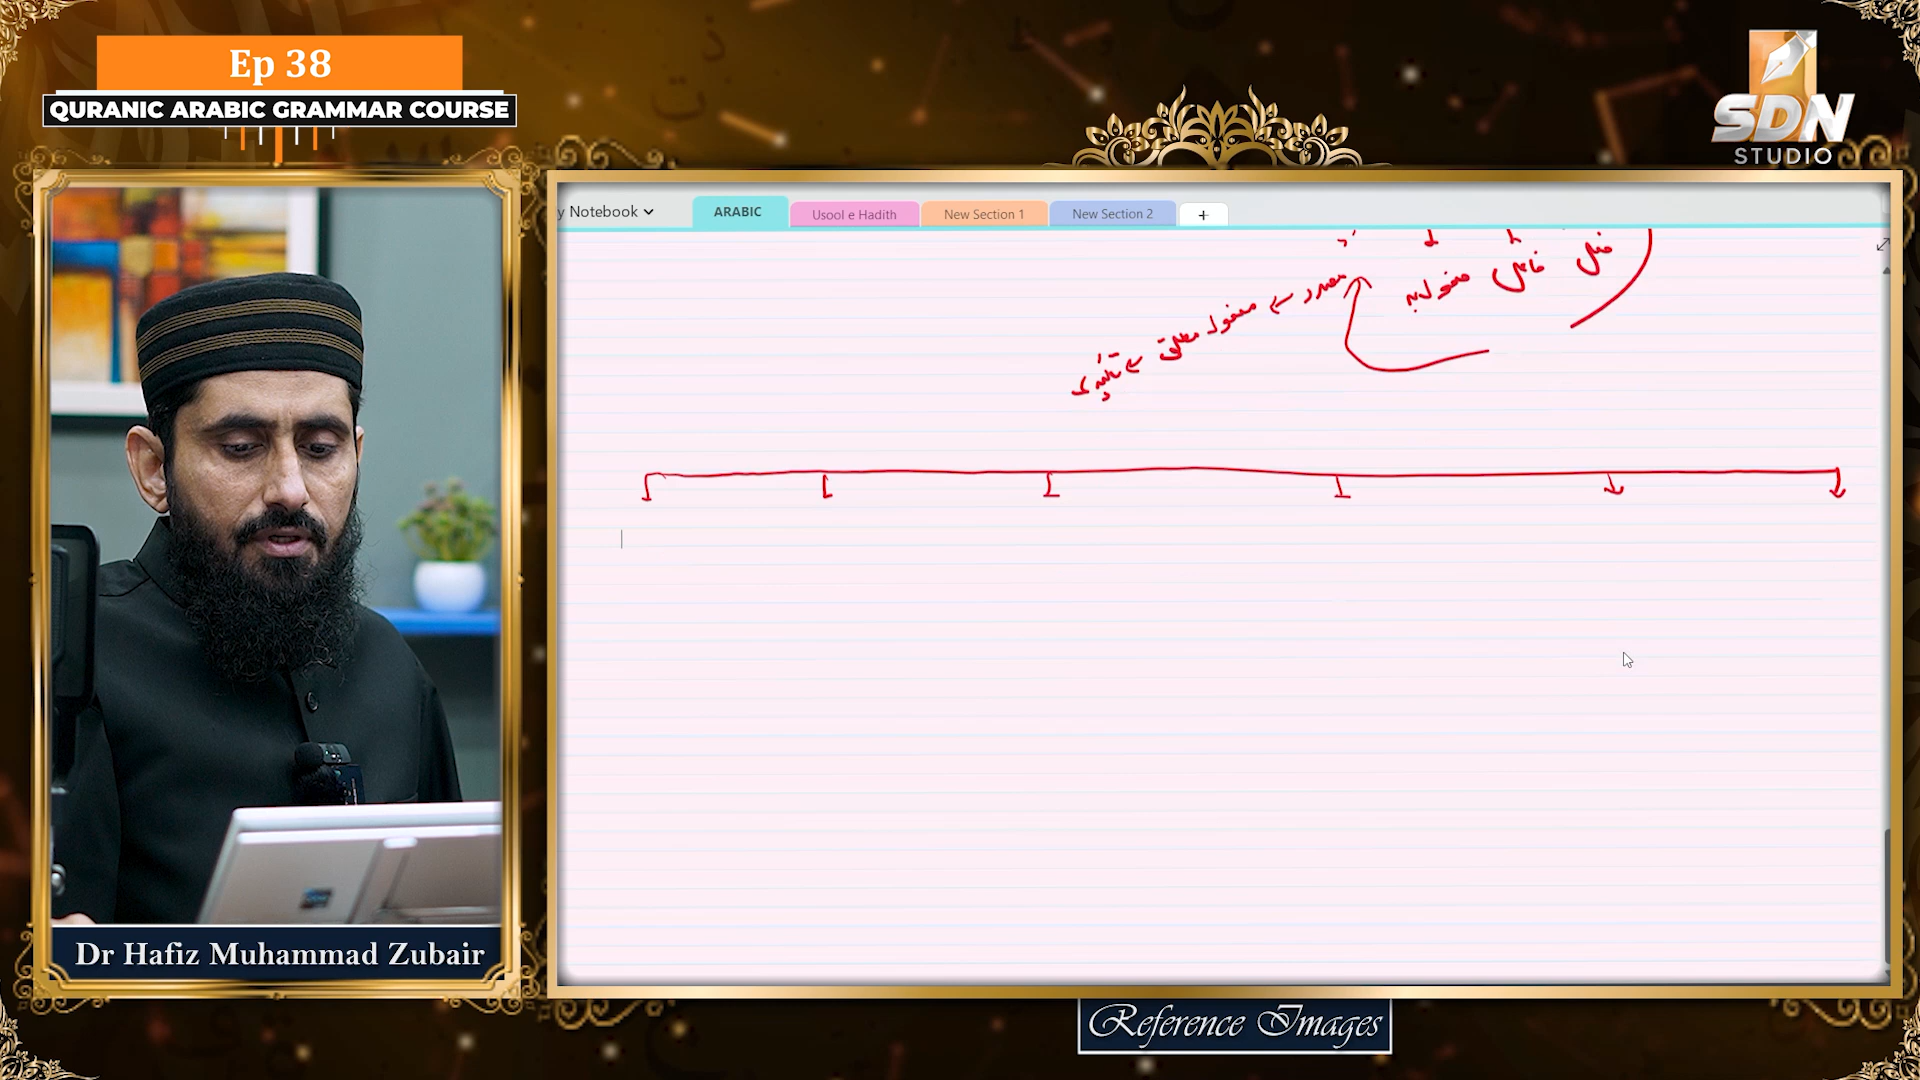 Ep 38
QURANIC ARABIC GRAMMAR COURSE
SDN
STUDIO
y Notebook
ARABIC
Usool e Hadith
New Section 1
New Section 2
+
فعل فاعل مفعول بہ
مصدر ← مفعول مطلق ← تاکیدی
Dr Hafiz Muhammad Zubair
Reference Images